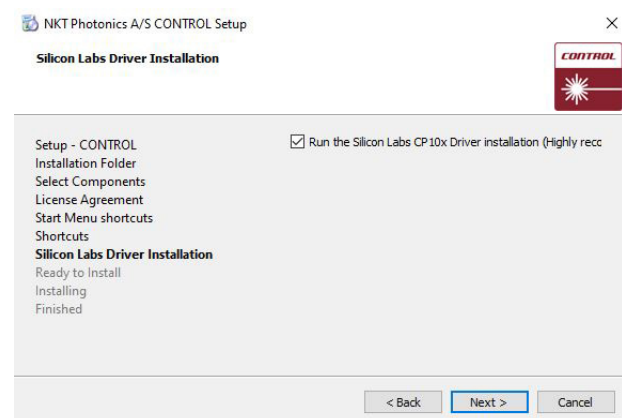 NKT Photonics A/S CONTROL Setup
Silicon Labs Driver Installation
CONTROL
Setup - CONTROL
Installation Folder
Select Components
License Agreement
Start Menu shortcuts
Shortcuts
Silicon Labs Driver Installation
Ready to Install
Installing
Finished
Run the Silicon Labs CP10x Driver installation (Highly recc
< Back
Next >
Cancel